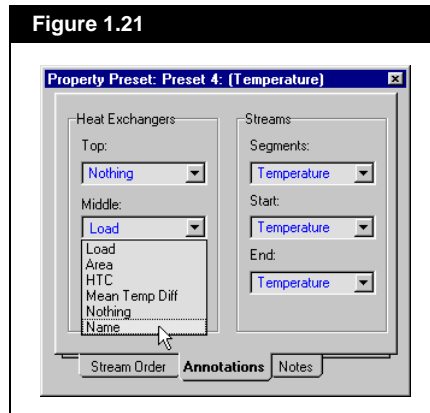 Figure 1.21
Property Preset: Preset 4: (Temperature)
Heat Exchangers
Top:
Nothing
Middle:
Load
Load
Area
HTC
Mean Temp Diff
Nothing
Name
Streams
Segments:
Temperature
Start:
Temperature
End:
Temperature
Stream Order Annotations Notes